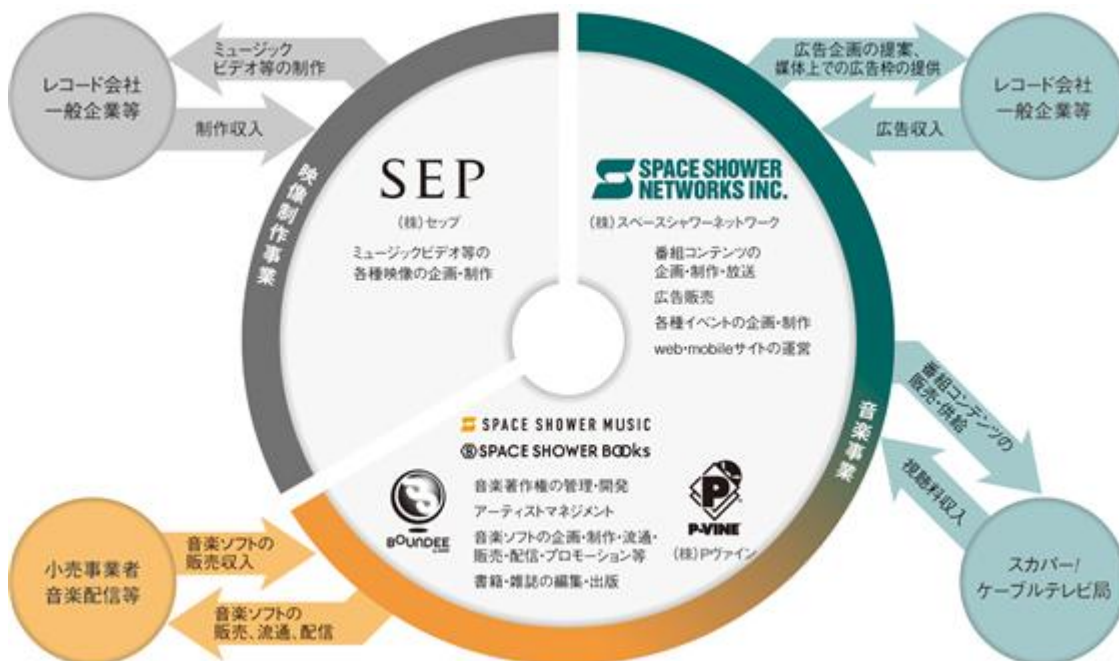 レコード会社
一般企業等
ミュージック
ビデオ等の制作
制作収入
映像制作事業
SEP
(株)セップ
ミュージックビデオ等の
各種映像の企画・制作
SPACE SHOWER
NETWORKS INC.
(株)スペースシャワーネットワーク
番組コンテンツの
企画・制作・放送
広告販売
各種イベントの企画・制作
web・mobileサイトの運営
広告企画の提案、
媒体上での広告枠の提供
広告収入
レコード会社
一般企業等
音楽事業
番組コンテンツの
販売・供給
視聴料収入
スカパー!
ケーブルテレビ局
SPACE SHOWER MUSIC
SPACE SHOWER BOOks
BOUNDEE
音楽著作権の管理・開発
アーティストマネジメント
音楽ソフトの企画・制作・流通・
販売・配信・プロモーション等
書籍・雑誌の編集・出版
P
P-VINE
(株)Pヴァイン
小売事業者
音楽配信等
音楽ソフトの
販売収入
音楽ソフトの
販売、流通、配信